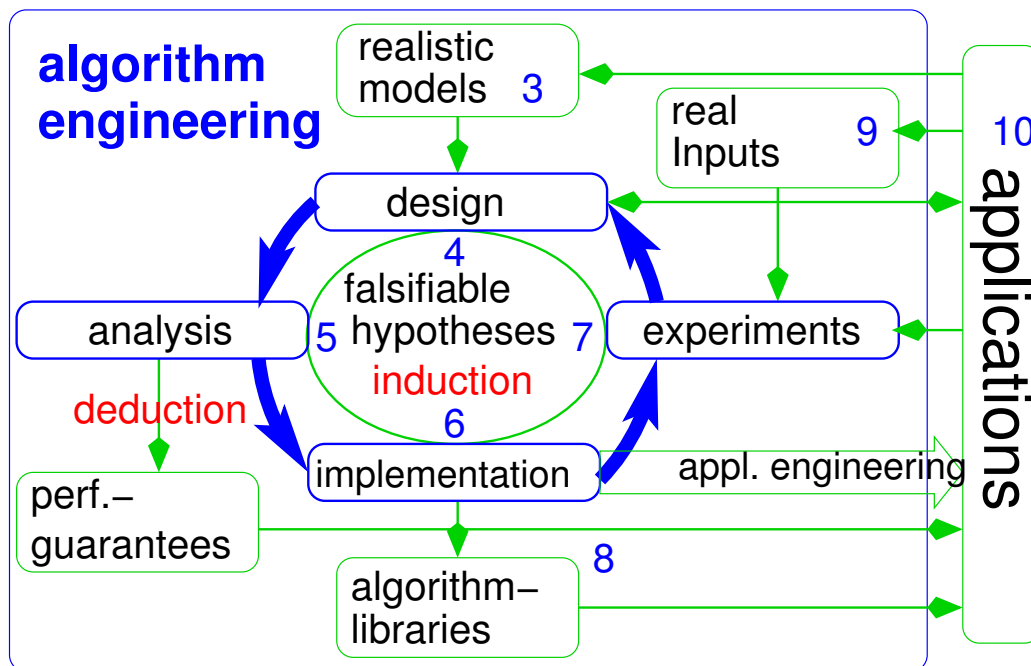 algorithm
engineering
realistic
models 3
real
Inputs 9
10
applications
design
4
falsifiable
hypotheses
induction
5
7
6
analysis
experiments
deduction
implementation
appl. engineering
perf.–
guarantees
8
algorithm–
libraries